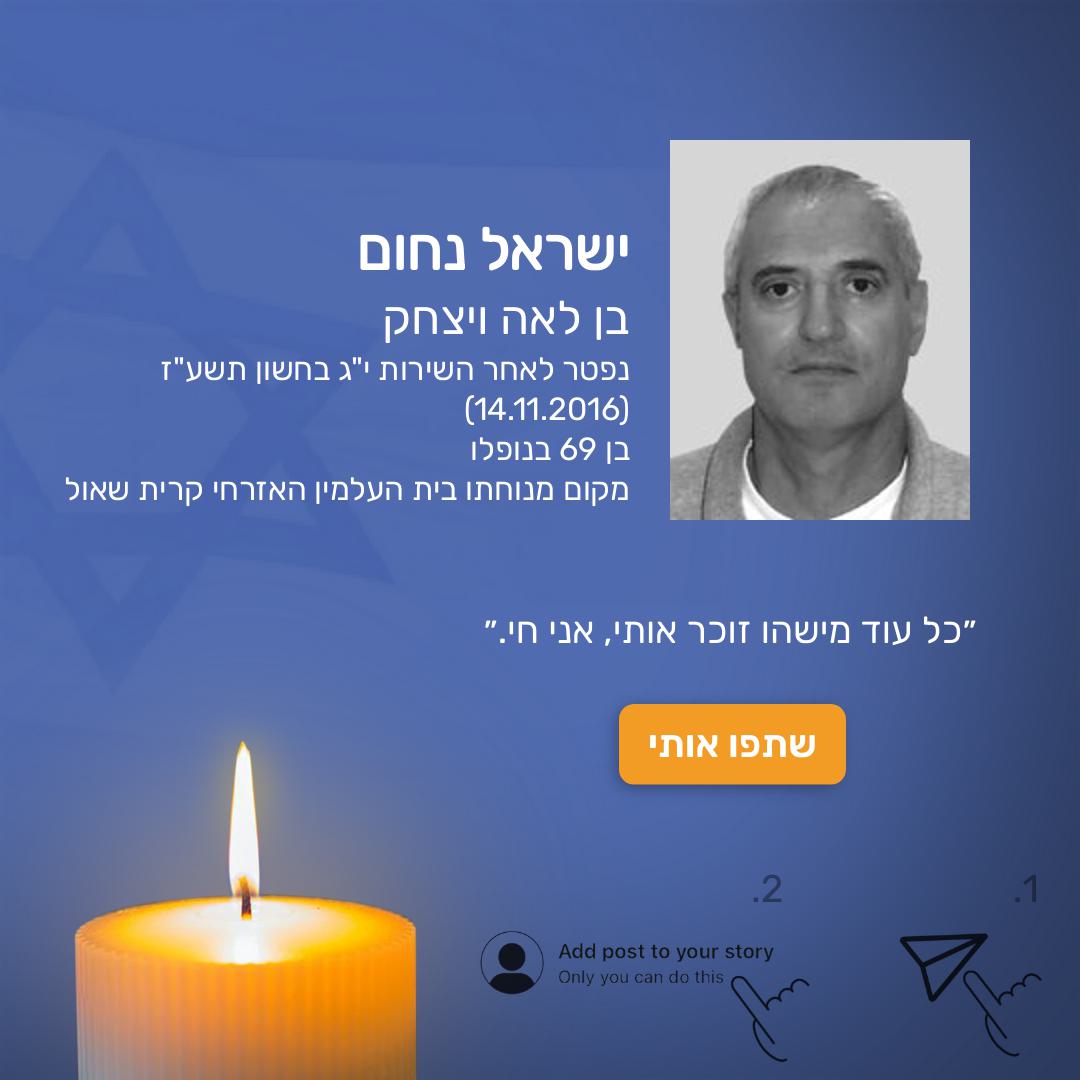 ישראל נחום
בן לאה ויצחק
נפטר לאחר השירות י"ג בחשון תשע"ז
(14.11.2016)
בן 69 בנופלו
מקום מנוחתו בית העלמין האזרחי קרית שאול
״כל עוד מישהו זוכר אותי, אני חי.״
שתפו אותי
1.
2.
Add post to your story
Only you can do this